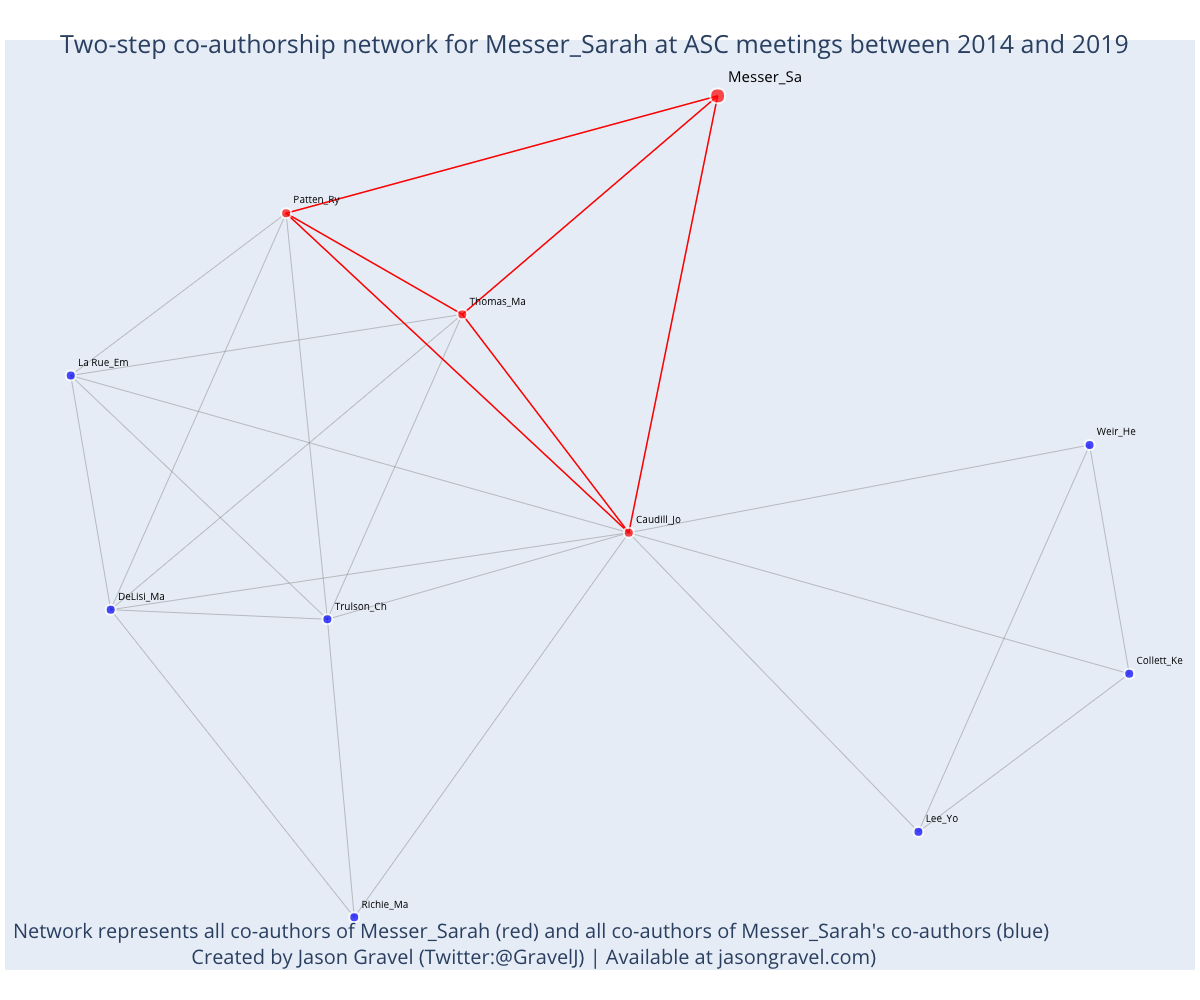 Two-step co-authorship network for Messer_Sarah at ASC meetings between 2014 and 2019
Messer_Sa
Patten_Ry
Thomas_Ma
La Rue_Em
Weir_He
Caudill_Jo
DeLisi_Ma
Trulson_Ch
Collett_Ke
Lee_Yo
Richie_Ma
Network represents all co-authors of Messer_Sarah (red) and all co-authors of Messer_Sarah's co-authors (blue)
Created by Jason Gravel (Twitter:@GravelJ) | Available at jasongravel.com)